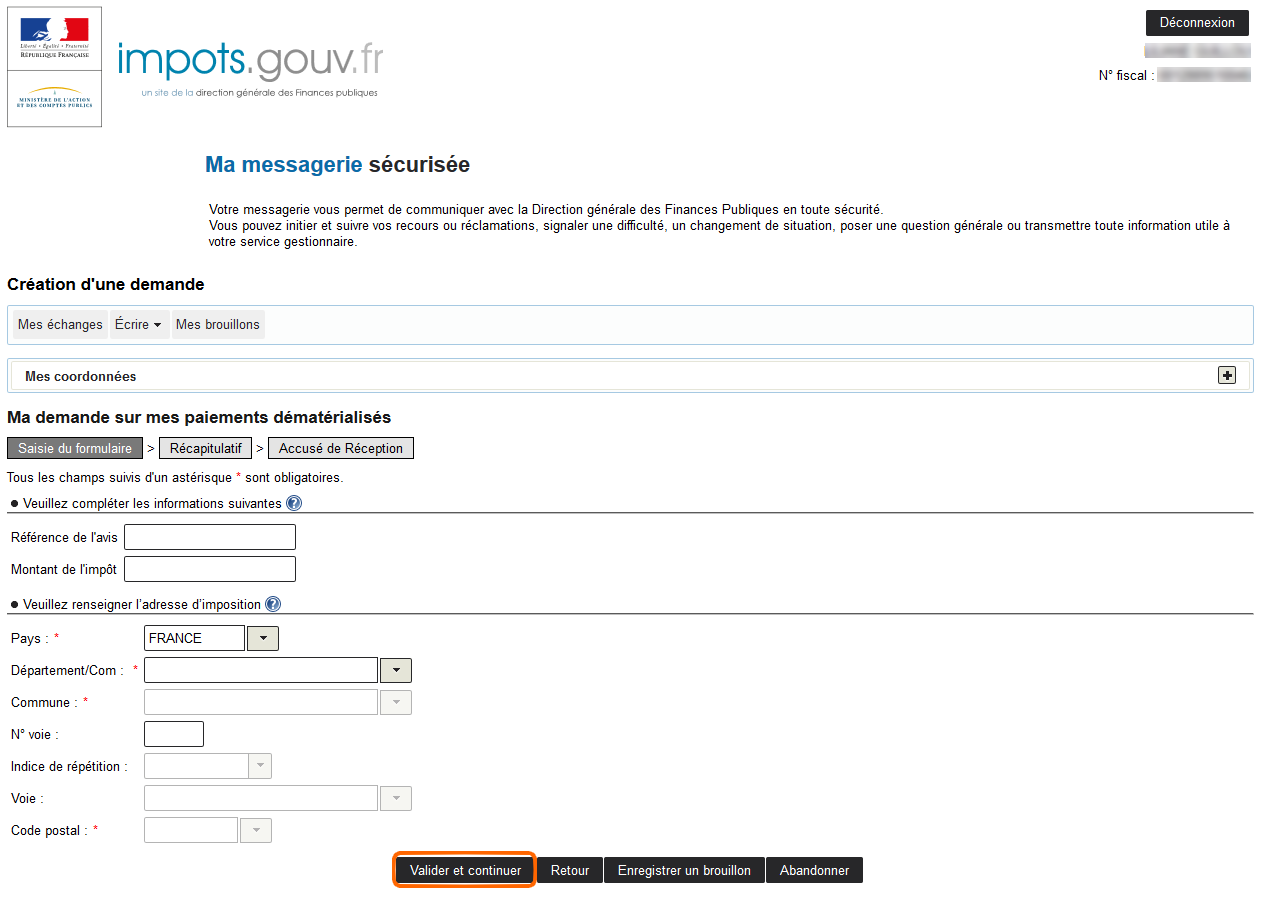 Déconnexion
Liberté • Égalité • Fraternité
RÉPUBLIQUE FRANÇAISE
MINISTÈRE DE L'ACTION
ET DES COMPTES PUBLICS
impots.gouv.fr
un site de la direction générale des Finances publiques
N° fiscal :
Ma messagerie sécurisée
Votre messagerie vous permet de communiquer avec la Direction générale des Finances Publiques en toute sécurité.
Vous pouvez initier et suivre vos recours ou réclamations, signaler une difficulté, un changement de situation, poser une question générale ou transmettre toute information utile à
votre service gestionnaire.
Création d'une demande
Mes échanges Écrire Mes brouillons
Mes coordonnées
Ma demande sur mes paiements dématérialisés
Saisie du formulaire > Récapitulatif > Accusé de Réception
Tous les champs suivis d'un astérisque * sont obligatoires.
● Veuillez compléter les informations suivantes ?
Référence de l'avis
Montant de l'impôt
● Veuillez renseigner l'adresse d'imposition ?
Pays : * FRANCE
Département/Com : *
Commune : *
N° voie :
Indice de répétition :
Voie :
Code postal : *
Valider et continuer Retour Enregistrer un brouillon Abandonner